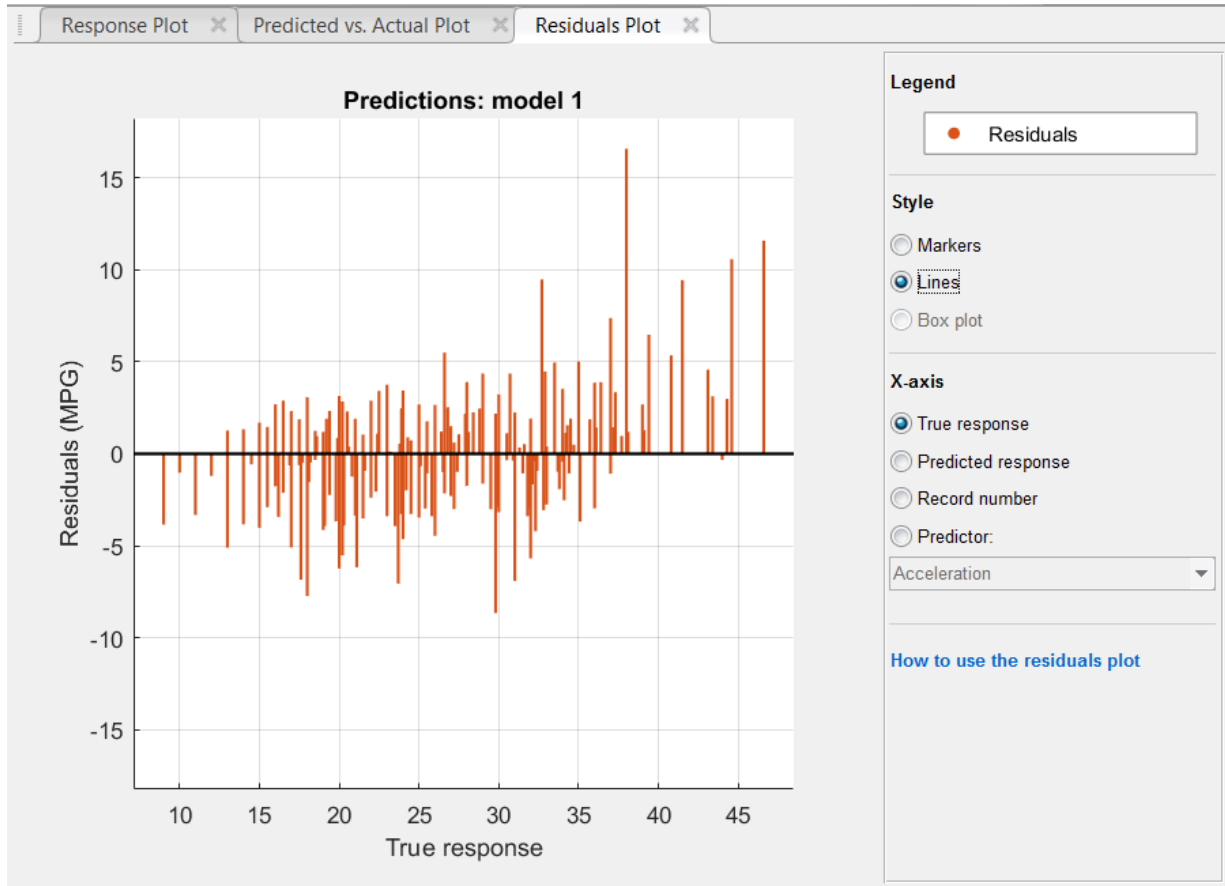 Response Plot
Predicted vs. Actual Plot
Residuals Plot
Predictions: model 1
Residuals (MPG)
15
10
5
0
-5
-10
-15
10 15 20 25 30 35 40 45
True response
Legend
Residuals
Style
Markers
Lines
Box plot
X-axis
True response
Predicted response
Record number
Predictor:
Acceleration
How to use the residuals plot